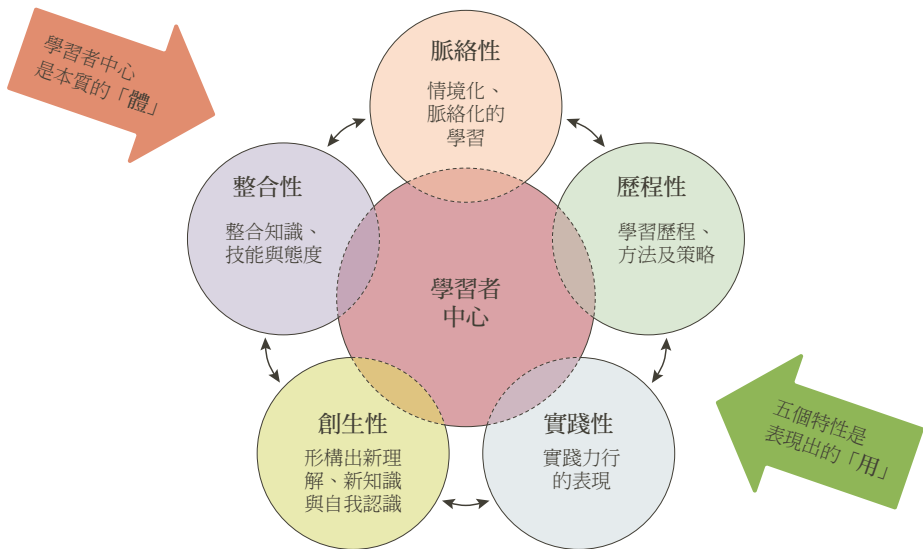 學習者中心
是本質的「體」
脈絡性
情境化、
脈絡化的
學習
整合性
整合知識、
技能與態度
歷程性
學習歷程、
方法及策略
學習者
中心
創生性
形構出新理
解、新知識
與自我認識
實踐性
實踐力行
的表現
五個特性是
表現出的「用」